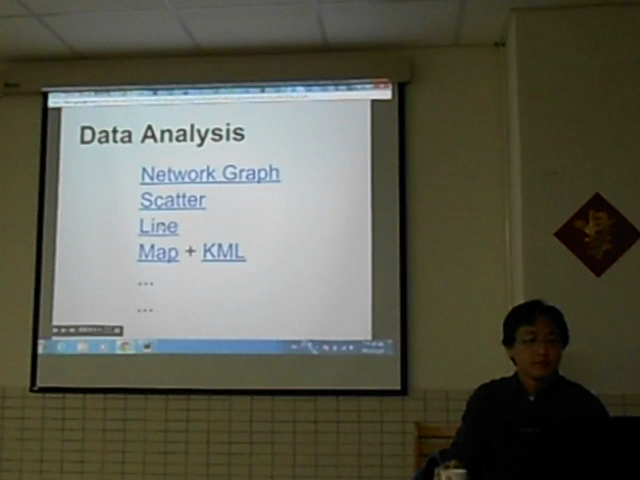 Data Analysis
Network Graph
Scatter
Line
Map + KML
...
...